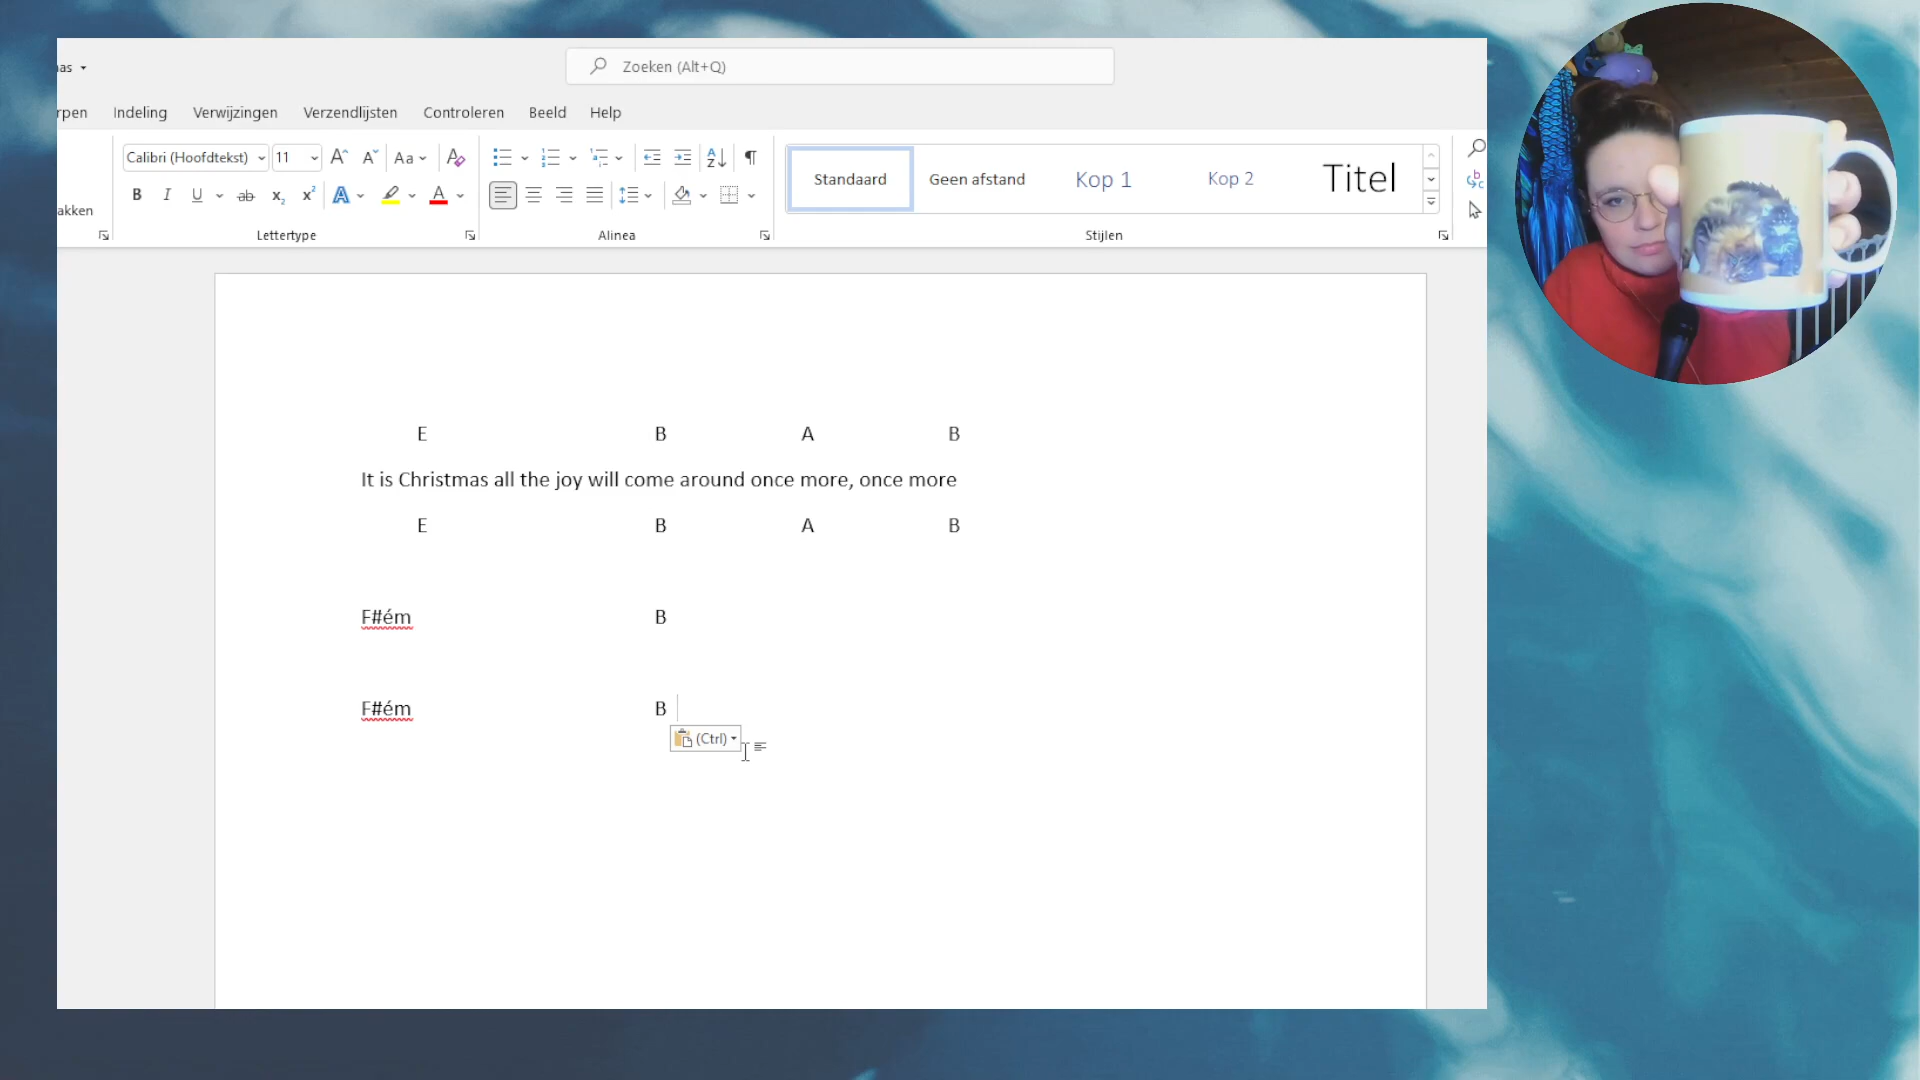 aas
Zoeken (Alt+Q)
rpen Indeling Verwijzingen Verzendlijsten Controleren Beeld Help
Calibri (Hoofdtekst) 11 Aa
akken
Lettertype Alinea Stijlen
Standaard Geen afstand Kop 1 Kop 2 Titel
E B A B
It is Christmas all the joy will come around once more, once more
E B A B
F#ém B
F#ém B
(Ctrl)